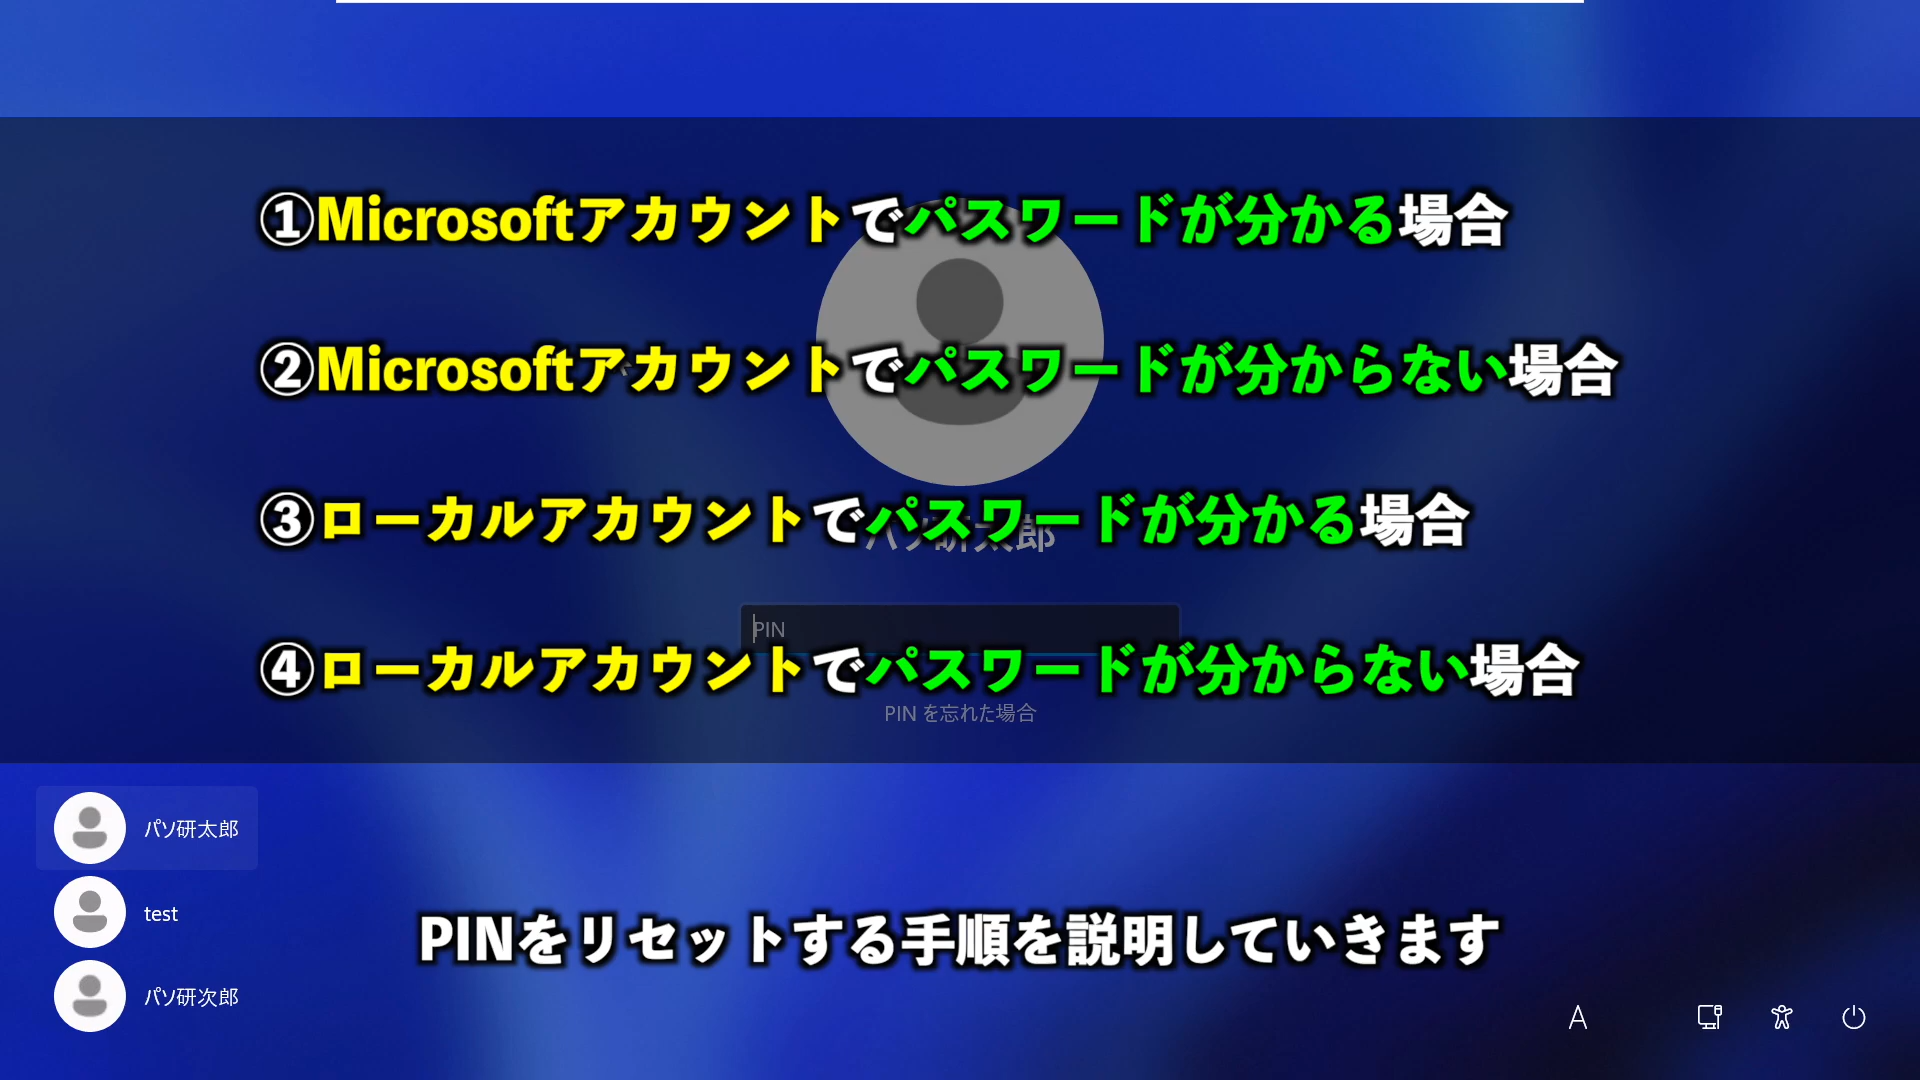 ①Microsoftアカウントでパスワードが分かる場合
②Microsoftアカウントでパスワードが分からない場合
③ローカルアカウントでパスワードが分かる場合
パソ研太郎
PIN
④ローカルアカウントでパスワードが分からない場合
PIN を忘れた場合
パソ研太郎
test
パソ研次郎
PINをリセットする手順を説明していきます
A